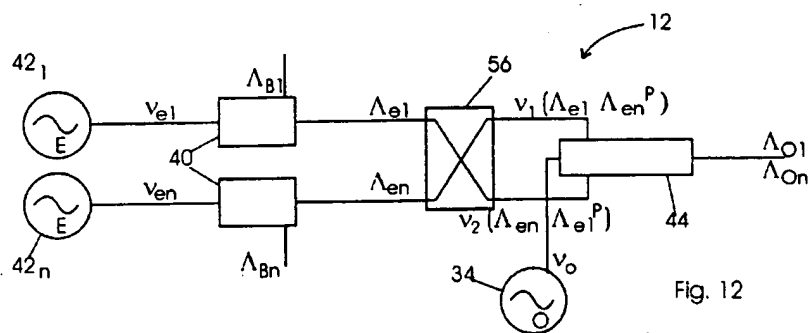 12
42₁
56
Λ_B1
ν_e1
Λ_e1
ν₁ (Λ_e1 Λ_en^P)
E
40
Λ_O1
Λ_On
ν_en
Λ_en
E
ν₂ (Λ_en Λ_e1^P)
44
42ₙ
Λ_Bn
ν_o
34
O
Fig. 12